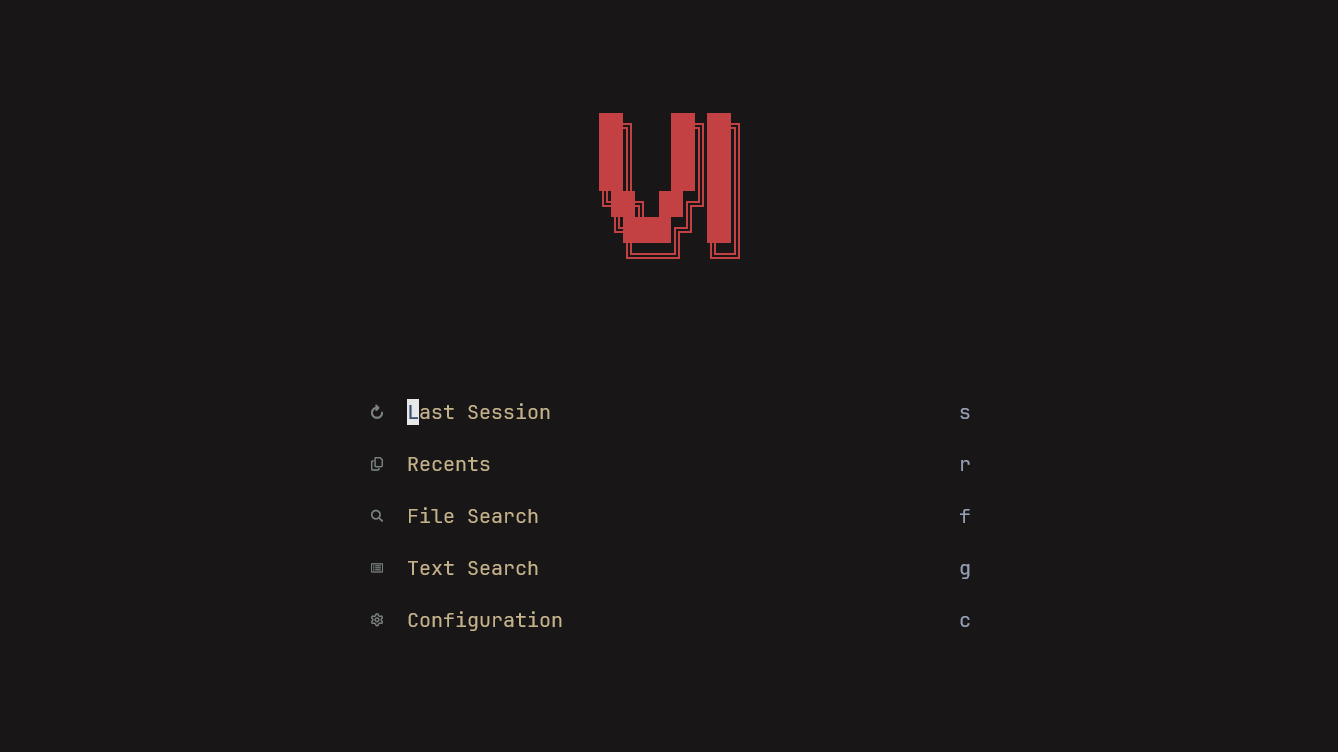 VI
Last Session s
Recents r
File Search f
Text Search g
Configuration c